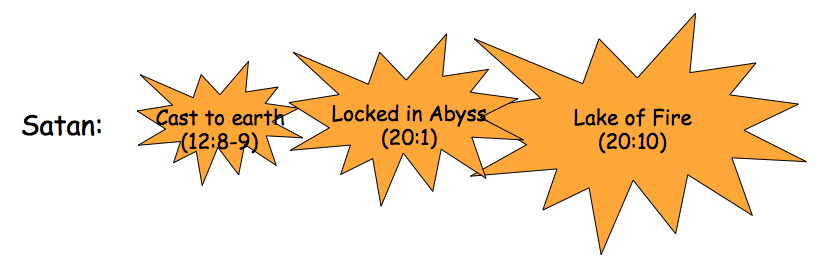 Satan:
Cast to earth
(12:8-9)
Locked in Abyss
(20:1)
Lake of Fire
(20:10)